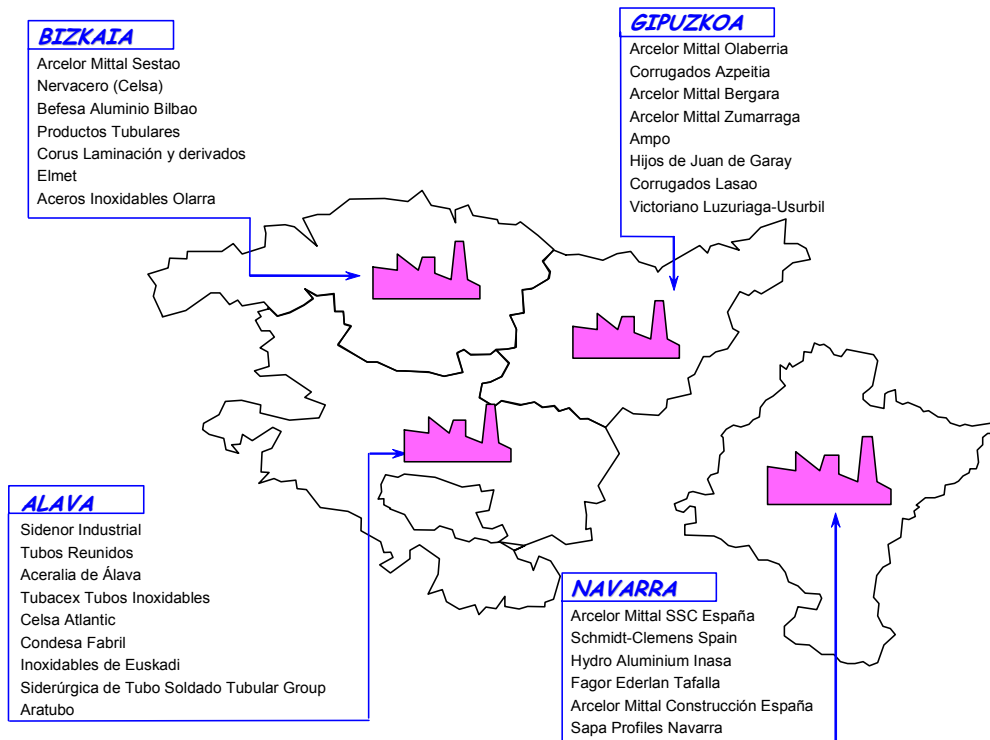 BIZKAIA
Arcelor Mittal Sestao
Nervacero (Celsa)
Befesa Aluminio Bilbao
Productos Tubulares
Corus Laminación y derivados
Elmet
Aceros Inoxidables Olarra
GIPUZKOA
Arcelor Mittal Olaberria
Corrugados Azpeitia
Arcelor Mittal Bergara
Arcelor Mittal Zumarraga
Ampo
Hijos de Juan de Garay
Corrugados Lasao
Victoriano Luzuriaga-Usurbil
ALAVA
Sidenor Industrial
Tubos Reunidos
Aceralia de Álava
Tubacex Tubos Inoxidables
Celsa Atlantic
Condesa Fabril
Inoxidables de Euskadi
Siderúrgica de Tubo Soldado Tubular Group
Aratubo
NAVARRA
Arcelor Mittal SSC España
Schmidt-Clemens Spain
Hydro Aluminium Inasa
Fagor Ederlan Tafalla
Arcelor Mittal Construcción España
Sapa Profiles Navarra